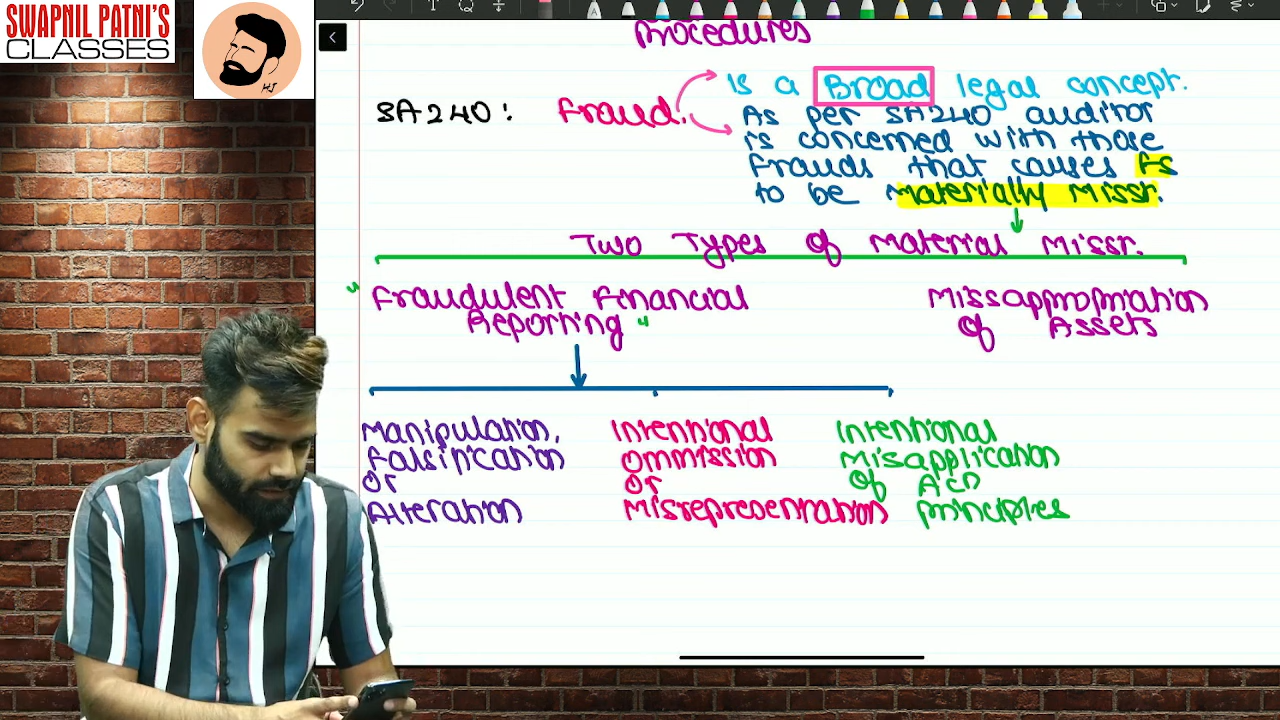 SWAPNIL PATNI'S
CLASSES
Procedures
SA240: Fraud.
Is a Broad legal concept.
As per SA240 auditor
is concerned with those
frauds that causes FS
to be Materially Misst.
Two Types of Material Misst.
"Fraudulent Financial
Reporting"
Missappropriation
of Assets
Manipulation,
Falsification
or
Alteration
Intentional
Ommission
or
Misrepresentation
Intentional
Misapplication
of Acc
principles